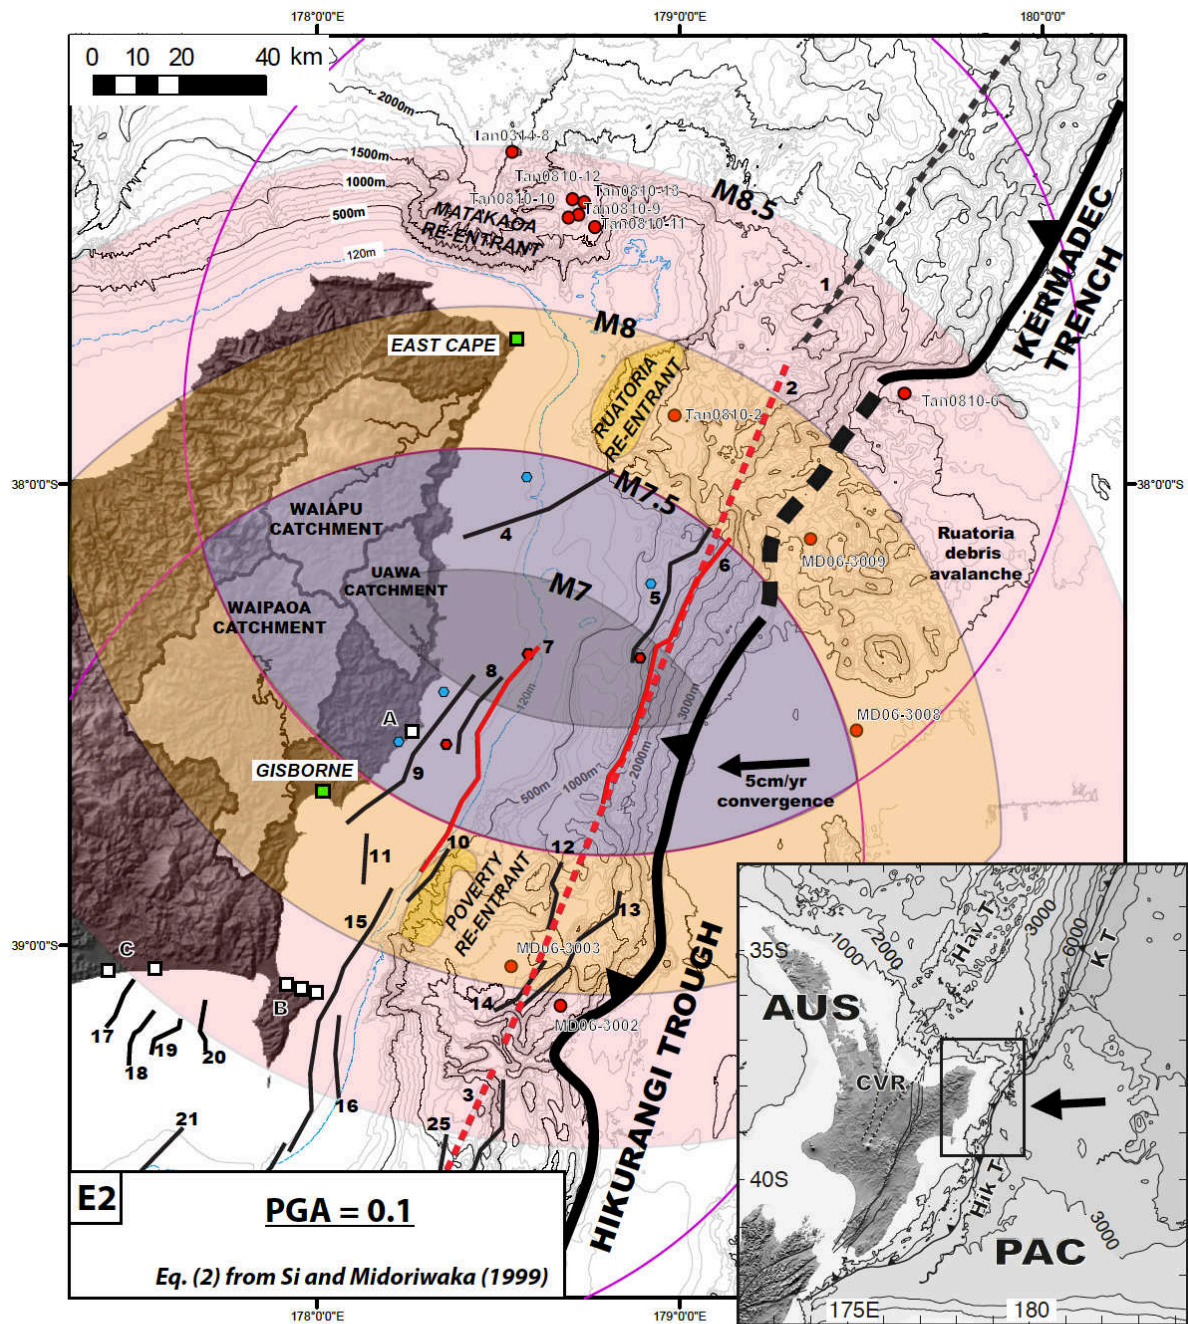 178°0'0"E
179°0'0"E
180°0'0"
0 10 20 40 km
2000m
1500m
1000m
500m
120m
Tan0314-8
Tan0810-12
Tan0810-13
Tan0810-10
Tan0810-9
Tan0810-11
MATAKAOA
RE-ENTRANT
M8.5
KERMADEC
TRENCH
1
M8
EAST CAPE
2
RUATORIA
RE-ENTRANT
Tan0810-2
Tan0810-6
38°0'0"S
38°0'0"S
M7.5
WAIAPU
CATCHMENT
4
Ruatoria
debris
avalanche
MD06-3009
6
UAWA
CATCHMENT
M7
5
WAIPAOA
CATCHMENT
7
8
120m
3000m
A
MD06-3008
2000m
GISBORNE
9
500m
1000m
5cm/yr
convergence
11
10
12
POVERTY
RE-ENTRANT
13
15
39°0'0"S
C
MD06-3003
14
B
MD06-3002
17
18
19
20
16
3
21
25
HIKURANGI TROUGH
E2
PGA = 0.1
Eq. (2) from Si and Midoriwaka (1999)
178°0'0"E
179°0'0"E
35S
1000
2000
Hav T
3000
6000
K T
AUS
CVR
40S
Hik T
3000
PAC
175E
180